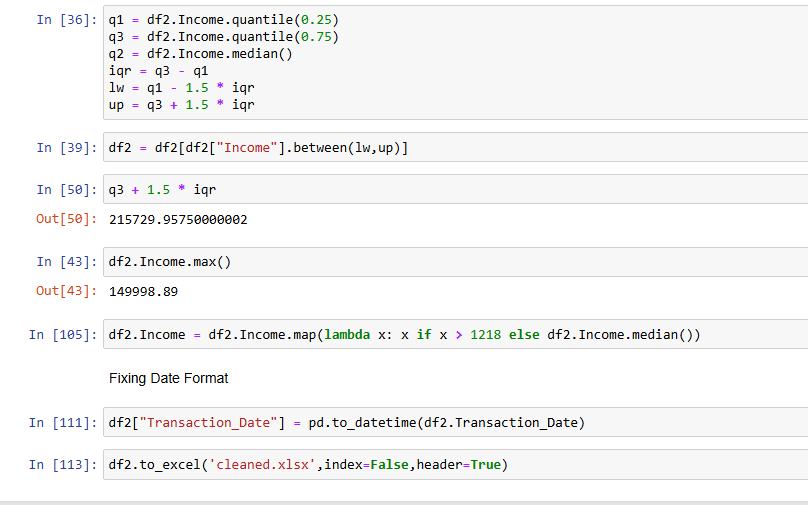 In [36]: q1 = df2.Income.quantile(0.25)
q3 = df2.Income.quantile(0.75)
q2 = df2.Income.median()
iqr = q3 - q1
lw = q1 - 1.5 * iqr
up = q3 + 1.5 * iqr
In [39]: df2 = df2[df2["Income"].between(lw,up)]
In [50]: q3 + 1.5 * iqr
Out[50]: 215729.95750000002
In [43]: df2.Income.max()
Out[43]: 149998.89
In [105]: df2.Income = df2.Income.map(lambda x: x if x > 1218 else df2.Income.median())
Fixing Date Format
In [111]: df2["Transaction_Date"] = pd.to_datetime(df2.Transaction_Date)
In [113]: df2.to_excel('cleaned.xlsx',index=False,header=True)